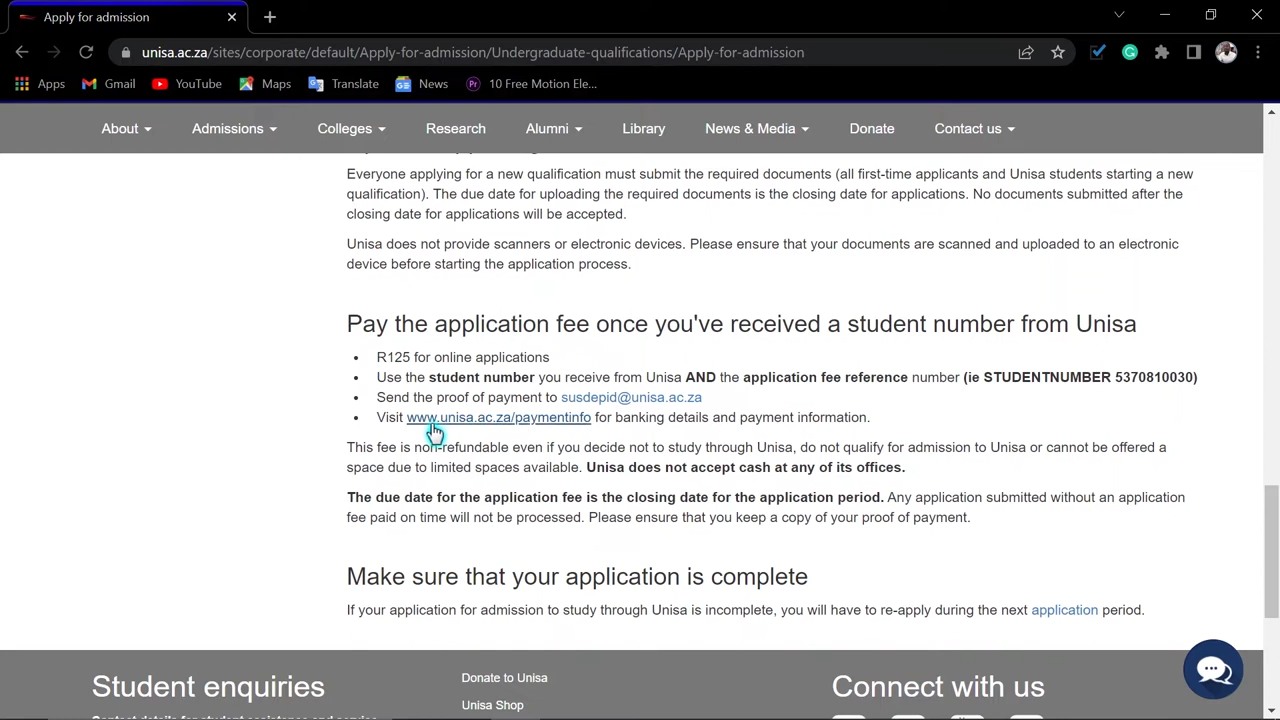 Apply for admission
unisa.ac.za/sites/corporate/default/Apply-for-admission/Undergraduate-qualifications/Apply-for-admission
Apps Gmail YouTube Maps Translate News Pr 10 Free Motion Ele...
About Admissions Colleges Research Alumni Library News & Media Donate Contact us
Everyone applying for a new qualification must submit the required documents (all first-time applicants and Unisa students starting a new
qualification). The due date for uploading the required documents is the closing date for applications. No documents submitted after the
closing date for applications will be accepted.
Unisa does not provide scanners or electronic devices. Please ensure that your documents are scanned and uploaded to an electronic
device before starting the application process.
Pay the application fee once you've received a student number from Unisa
• R125 for online applications
• Use the student number you receive from Unisa AND the application fee reference number (ie STUDENTNUMBER 5370810030)
• Send the proof of payment to susdepid@unisa.ac.za
• Visit www.unisa.ac.za/paymentinfo for banking details and payment information.
This fee is non-refundable even if you decide not to study through Unisa, do not qualify for admission to Unisa or cannot be offered a
space due to limited spaces available. Unisa does not accept cash at any of its offices.
The due date for the application fee is the closing date for the application period. Any application submitted without an application
fee paid on time will not be processed. Please ensure that you keep a copy of your proof of payment.
Make sure that your application is complete
If your application for admission to study through Unisa is incomplete, you will have to re-apply during the next application period.
Student enquiries
Donate to Unisa
Unisa Shop
Connect with us
Contact details for student assistance and service